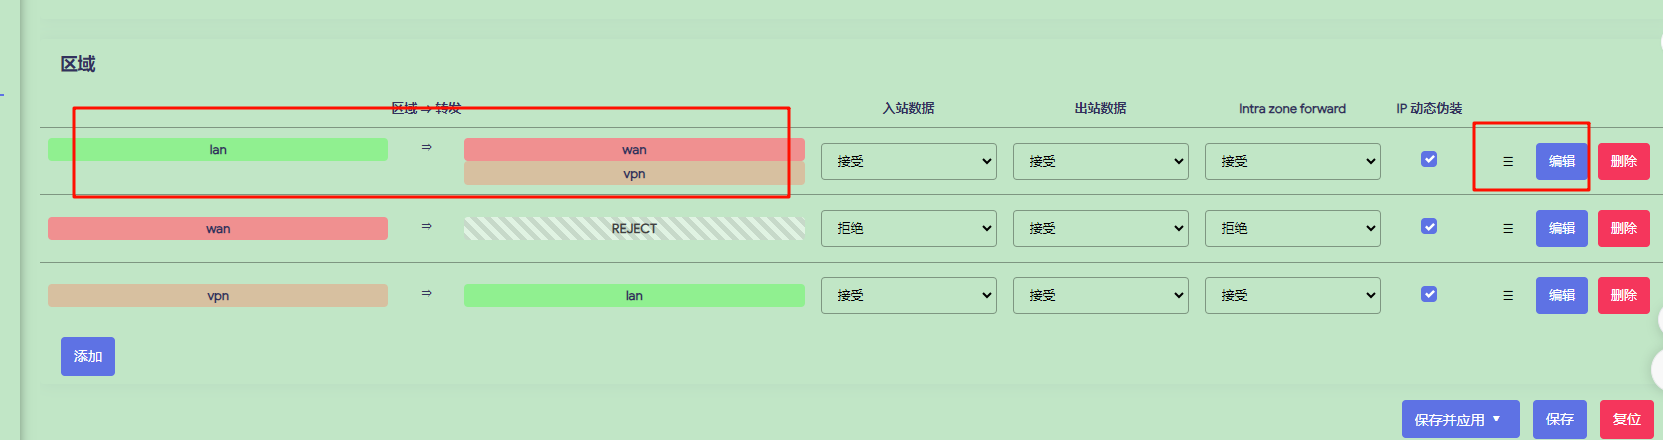 区域
区域 ⇒ 转发 入站数据 出站数据 Intra zone forward IP 动态伪装
lan ⇒ wan 接受 接受 接受 ☰ 编辑 删除
vpn
wan ⇒ REJECT 拒绝 接受 拒绝 ☰ 编辑 删除
vpn ⇒ lan 接受 接受 接受 ☰ 编辑 删除
添加
保存并应用 ▼ 保存 复位